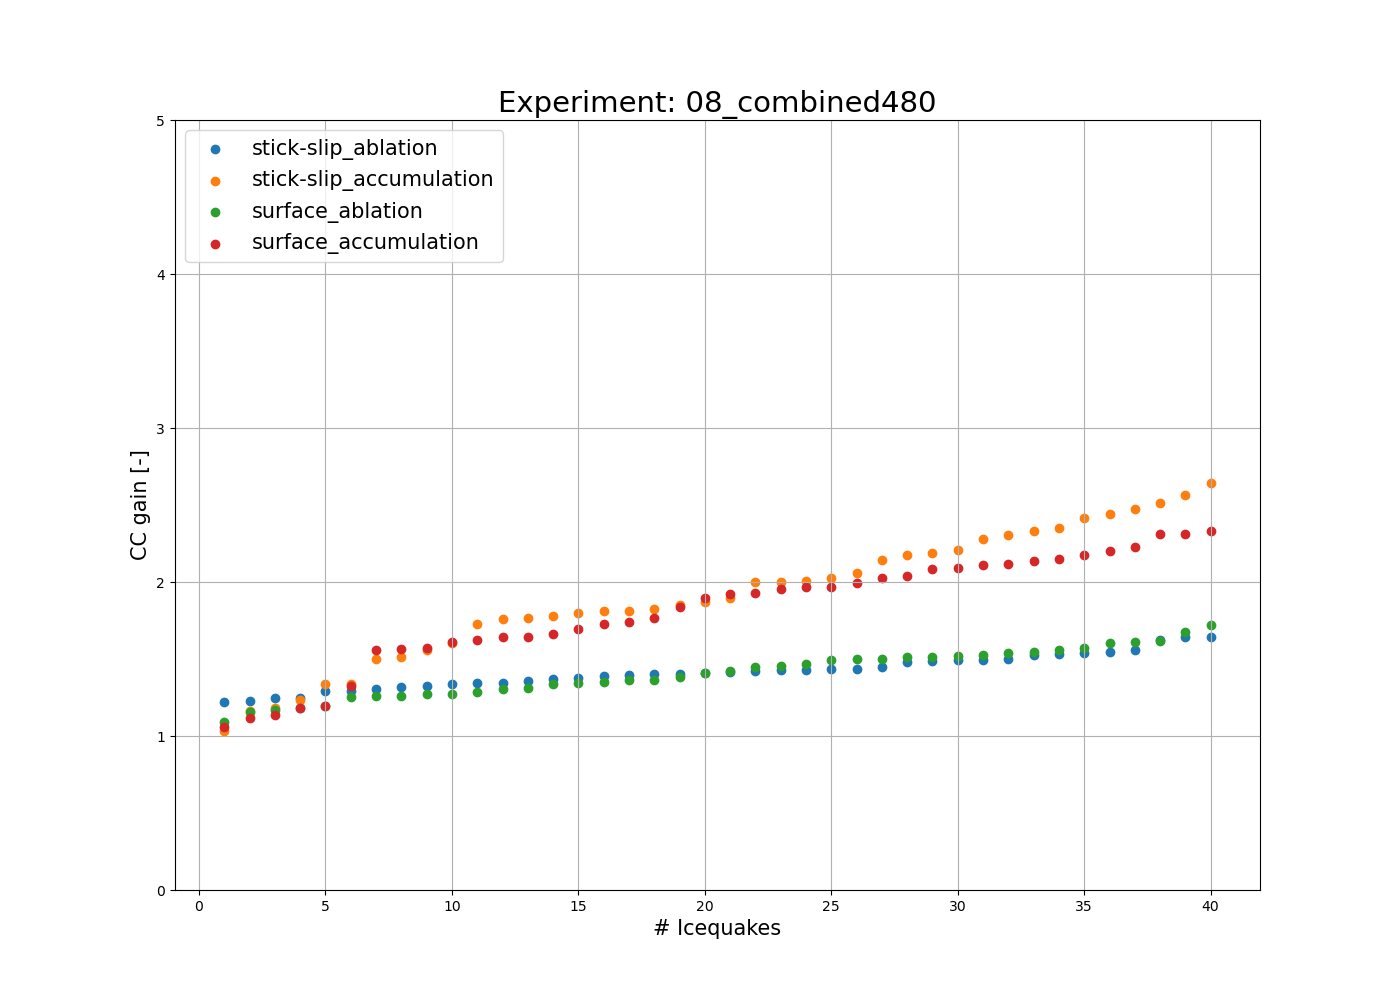 Experiment: 08_combined480
stick-slip_ablation
stick-slip_accumulation
surface_ablation
surface_accumulation
5
4
3
2
1
0
CC gain [-]
0 5 10 15 20 25 30 35 40
# Icequakes